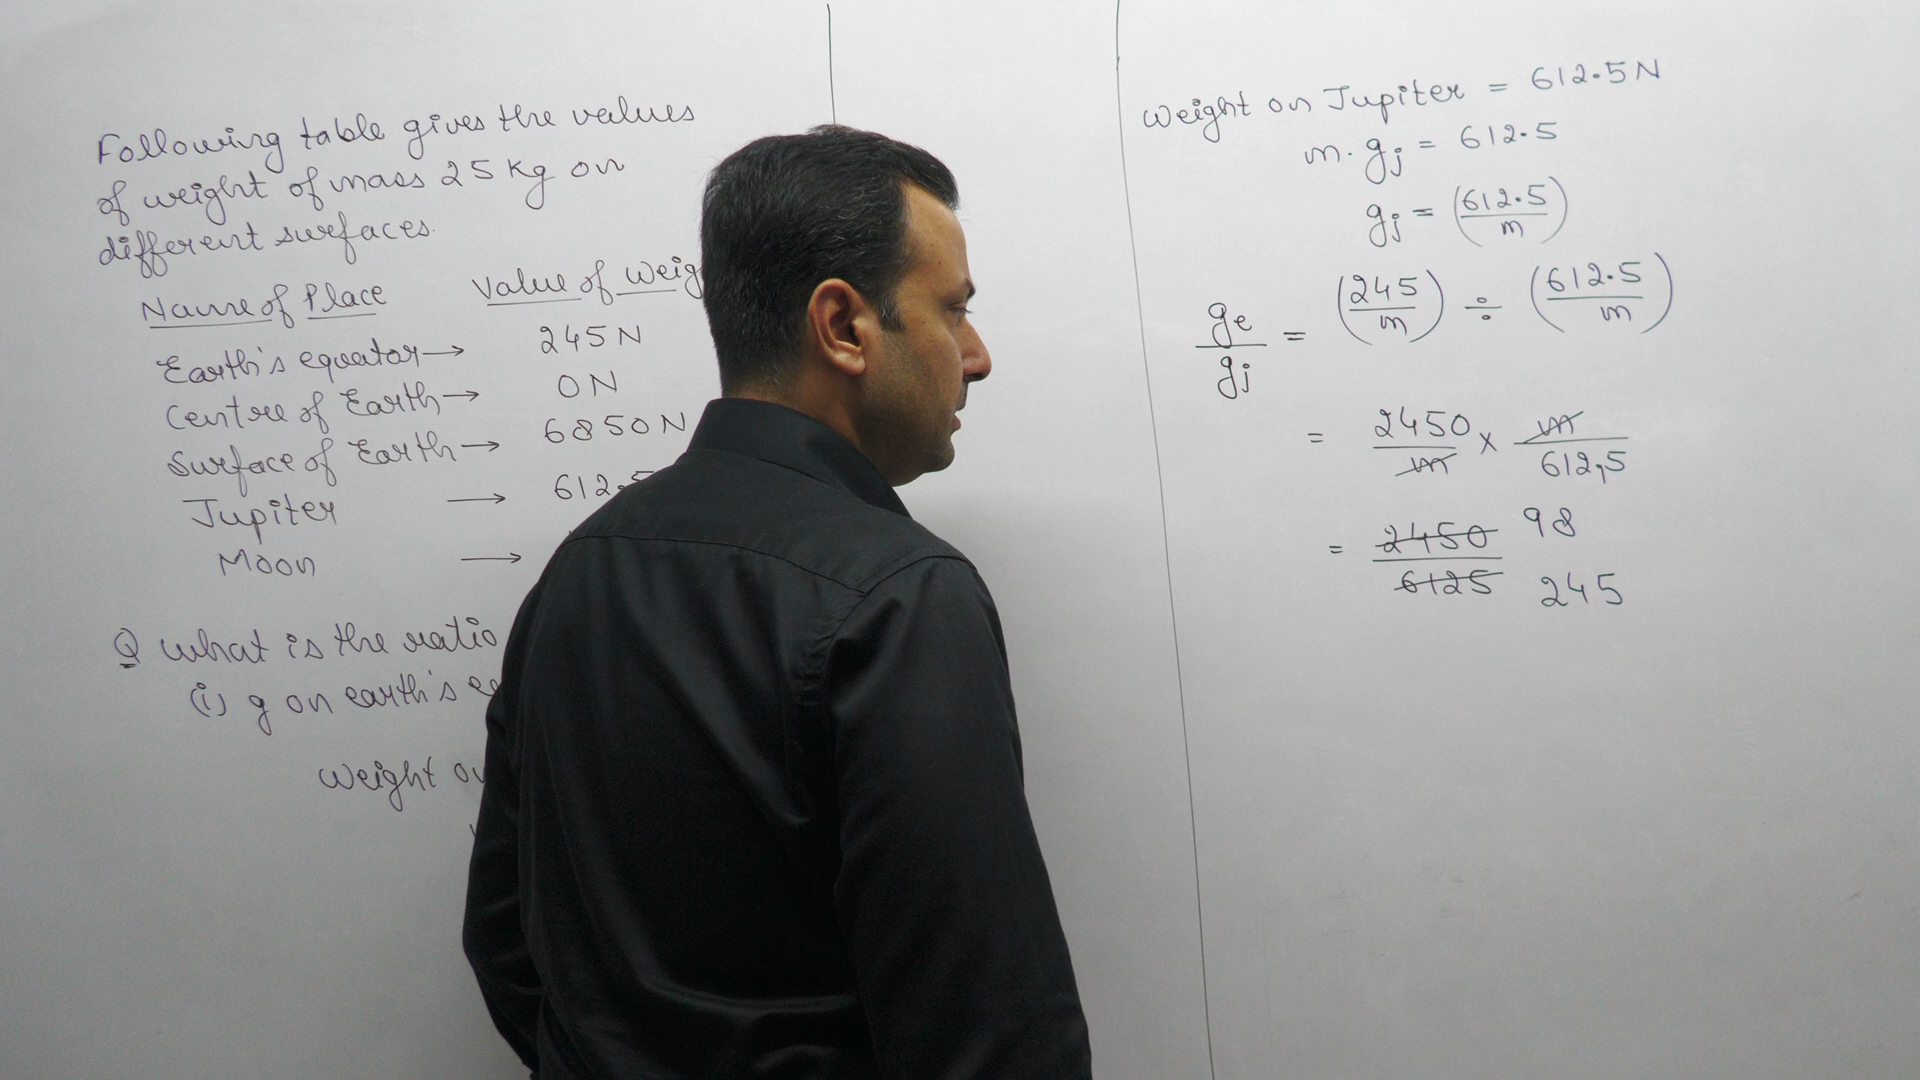 Following table gives the values
of weight of mass 25 kg on
different surfaces.
Name of Place Value of Weig
Earth's equator → 245 N
Centre of Earth → 0 N
Surface of Earth → 6850 N
Jupiter → 612.5
Moon →
Q What is the ratio
(i) g on earth's eq
Weight on
Weight on Jupiter = 612.5 N
m. gj = 612.5
gj = (612.5/m)
ge/gj = (245/m) ÷ (612.5/m)
= 2450/m × m/612,5
= 2450/6125 98
245